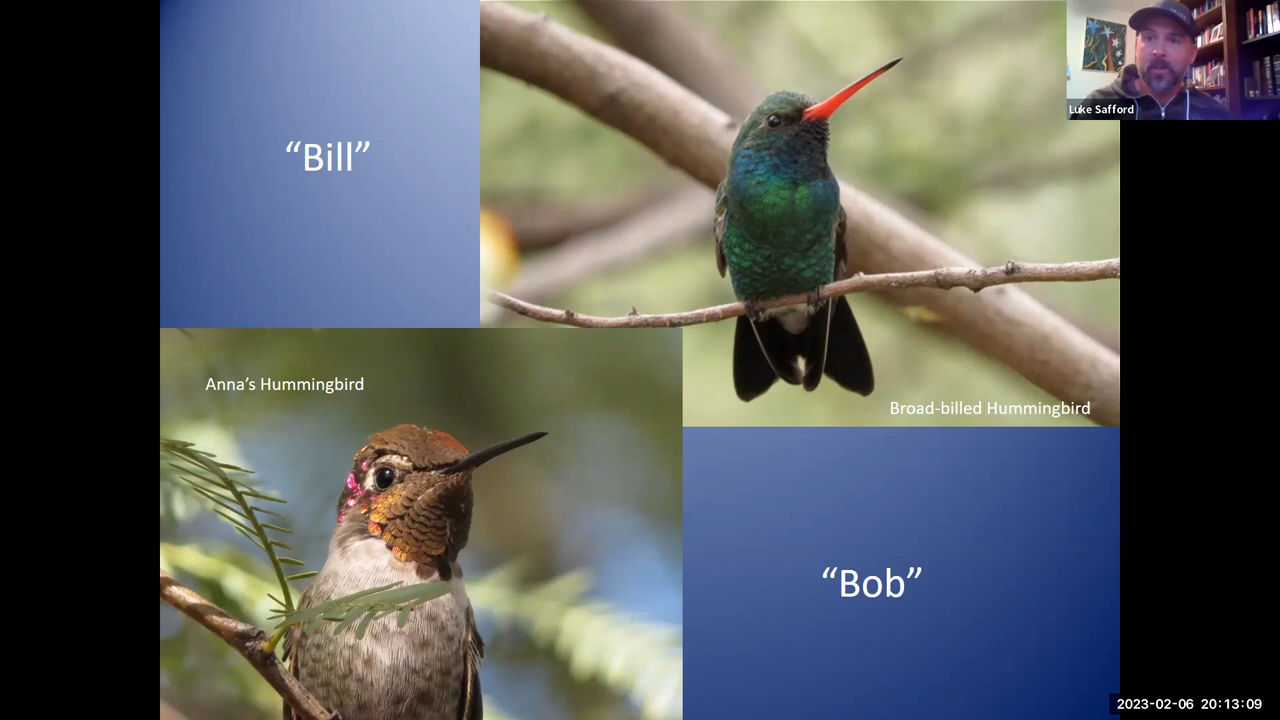 “Bill”
Luke Safford
Anna’s Hummingbird
Broad-billed Hummingbird
“Bob”
2023-02-06 20:13:09